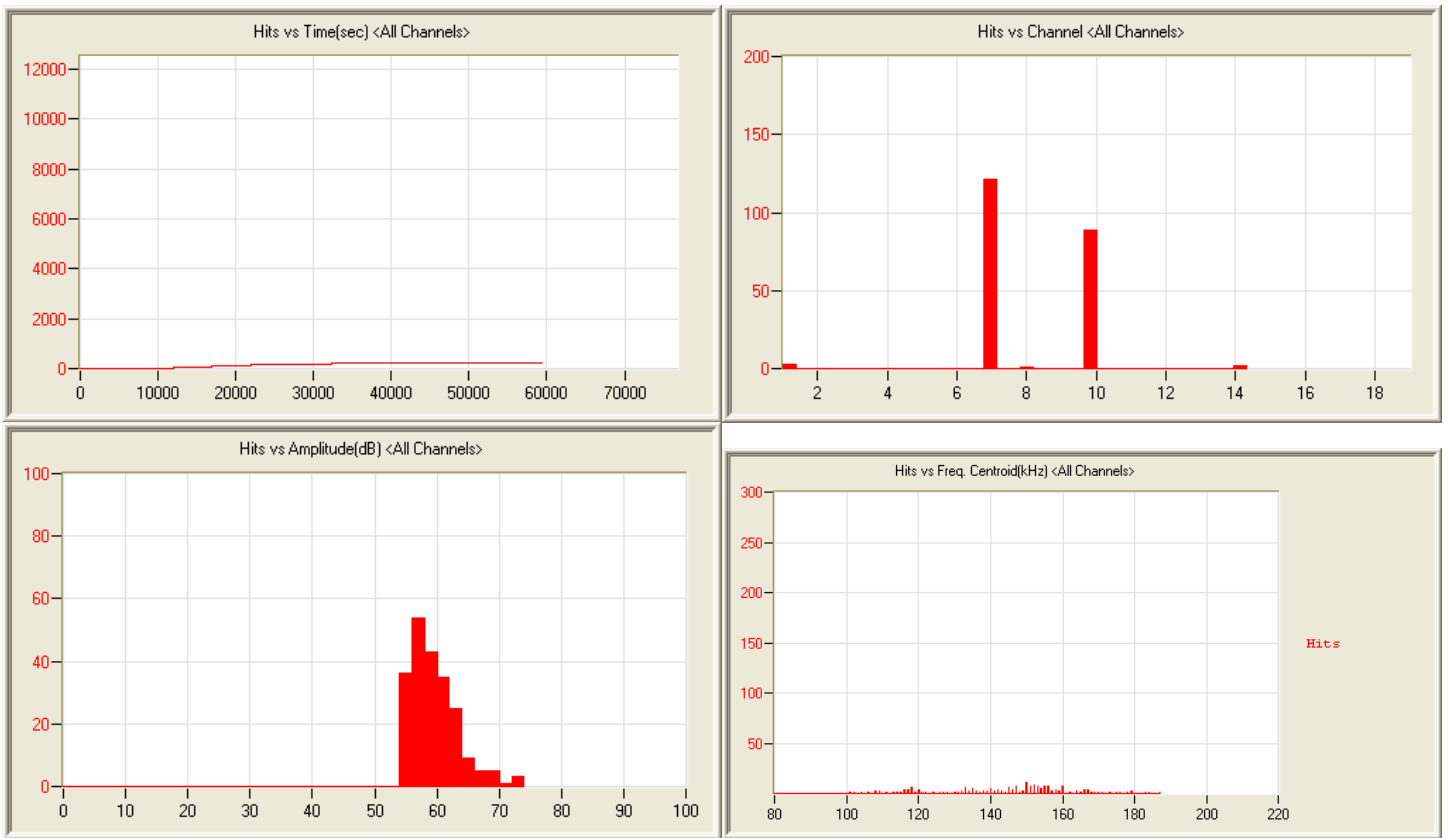 Hits vs Time(sec) <All Channels>
12000
10000
8000
6000
4000
2000
0
0 10000 20000 30000 40000 50000 60000 70000
Hits vs Channel <All Channels>
200
150
100
50
0
2 4 6 8 10 12 14 16 18
Hits vs Amplitude(dB) <All Channels>
100
80
60
40
20
0
0 10 20 30 40 50 60 70 80 90 100
Hits vs Freq. Centroid(kHz) <All Channels>
300
250
200
150
100
50
80 100 120 140 160 180 200 220
Hits